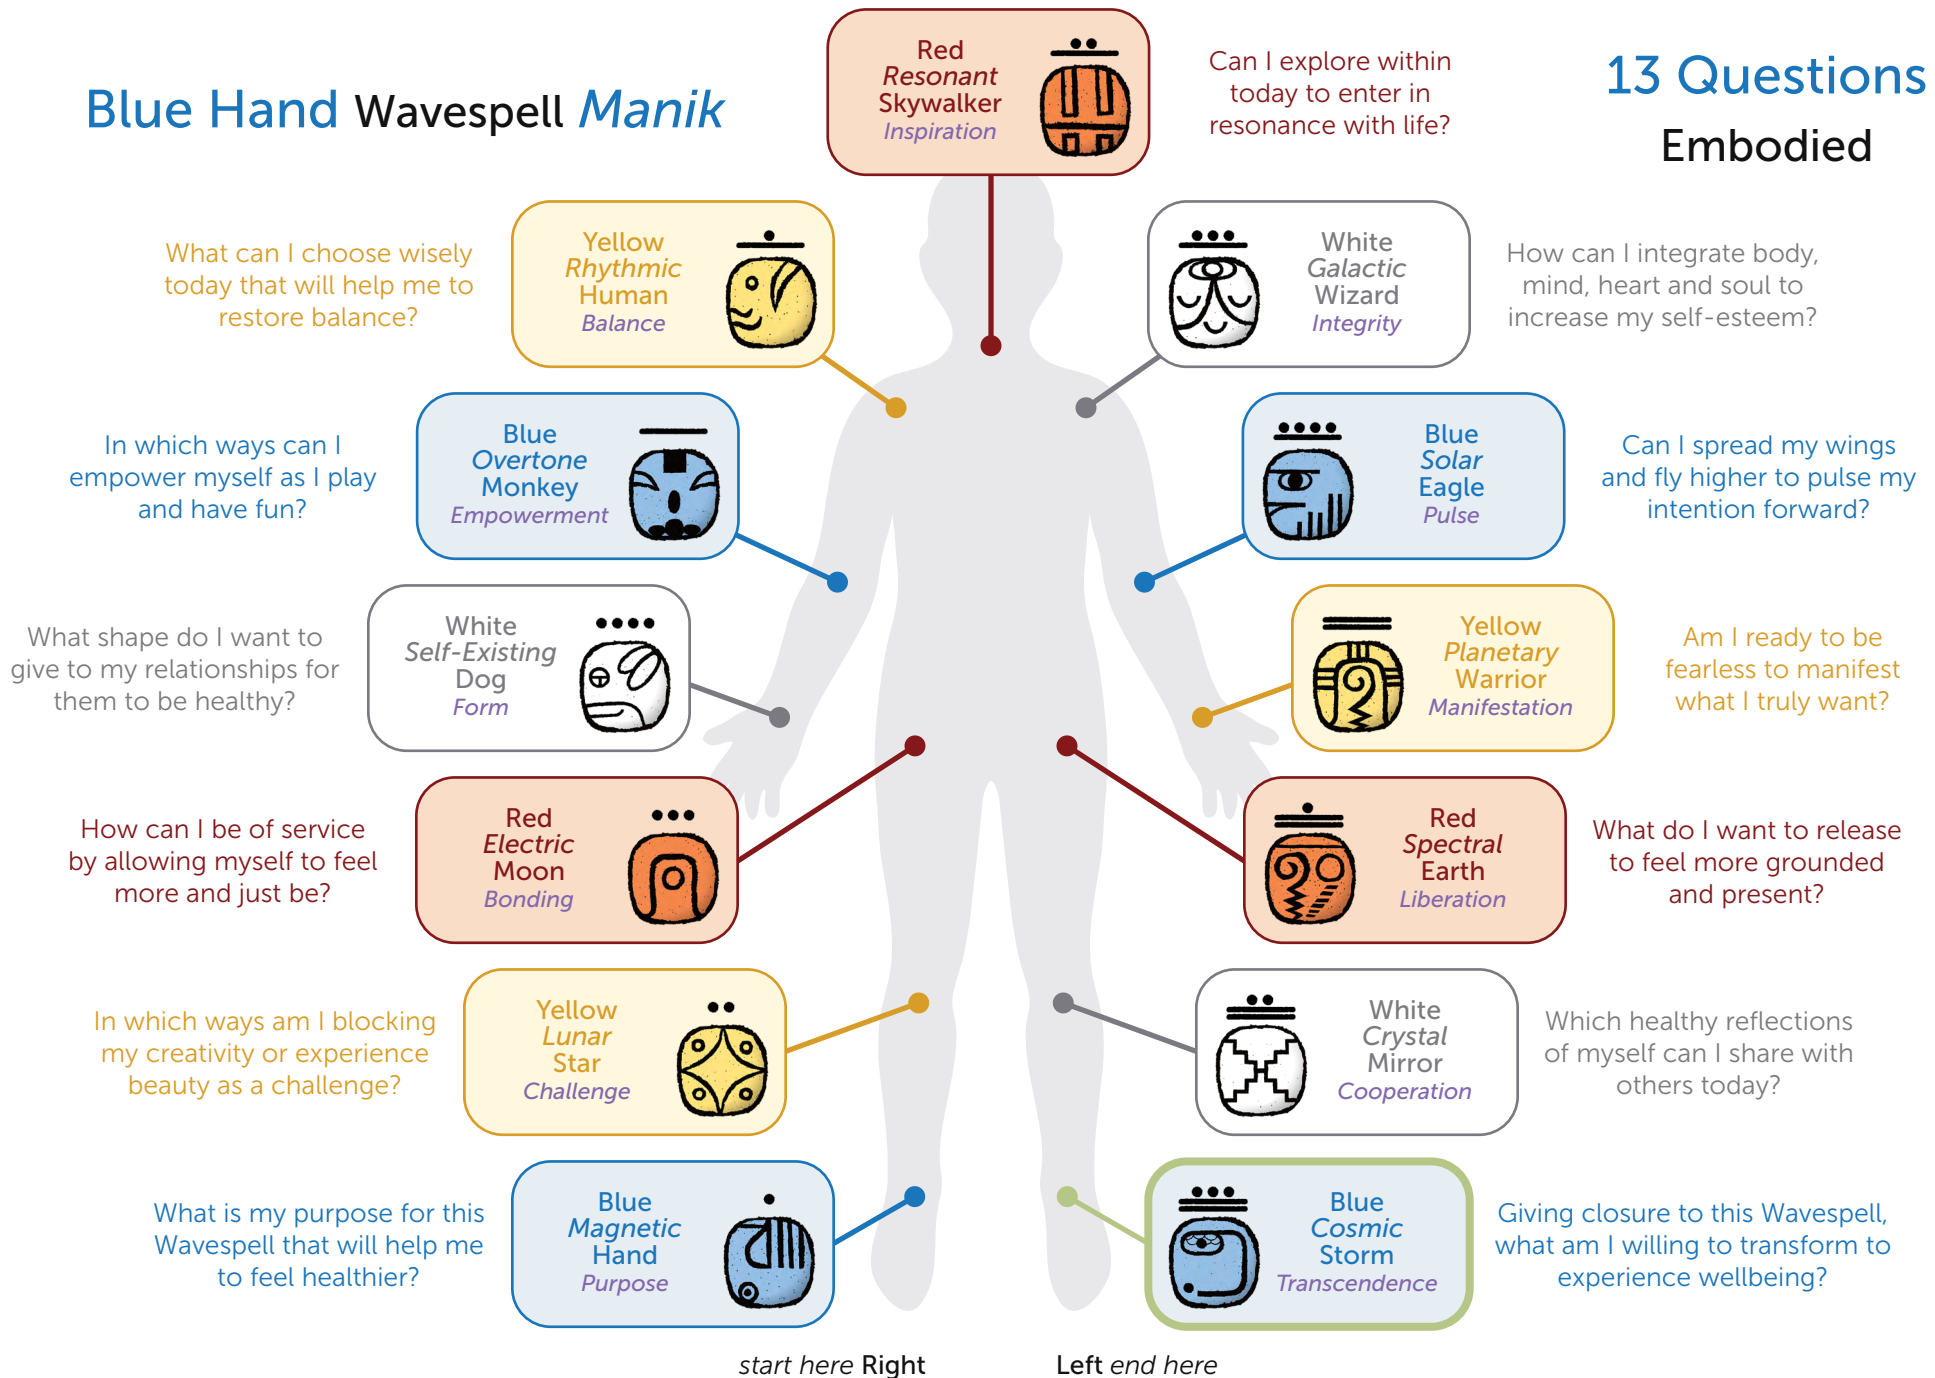 Blue Hand Wavespell Manik
13 Questions
Embodied
Red
Resonant
Skywalker
Inspiration
Can I explore within
today to enter in
resonance with life?
What can I choose wisely
today that will help me to
restore balance?
Yellow
Rhythmic
Human
Balance
White
Galactic
Wizard
Integrity
How can I integrate body,
mind, heart and soul to
increase my self-esteem?
In which ways can I
empower myself as I play
and have fun?
Blue
Overtone
Monkey
Empowerment
Blue
Solar
Eagle
Pulse
Can I spread my wings
and fly higher to pulse my
intention forward?
What shape do I want to
give to my relationships for
them to be healthy?
White
Self-Existing
Dog
Form
Yellow
Planetary
Warrior
Manifestation
Am I ready to be
fearless to manifest
what I truly want?
How can I be of service
by allowing myself to feel
more and just be?
Red
Electric
Moon
Bonding
Red
Spectral
Earth
Liberation
What do I want to release
to feel more grounded
and present?
In which ways am I blocking
my creativity or experience
beauty as a challenge?
Yellow
Lunar
Star
Challenge
White
Crystal
Mirror
Cooperation
Which healthy reflections
of myself can I share with
others today?
What is my purpose for this
Wavespell that will help me
to feel healthier?
Blue
Magnetic
Hand
Purpose
Blue
Cosmic
Storm
Transcendence
Giving closure to this Wavespell,
what am I willing to transform to
experience wellbeing?
start here Right
Left end here